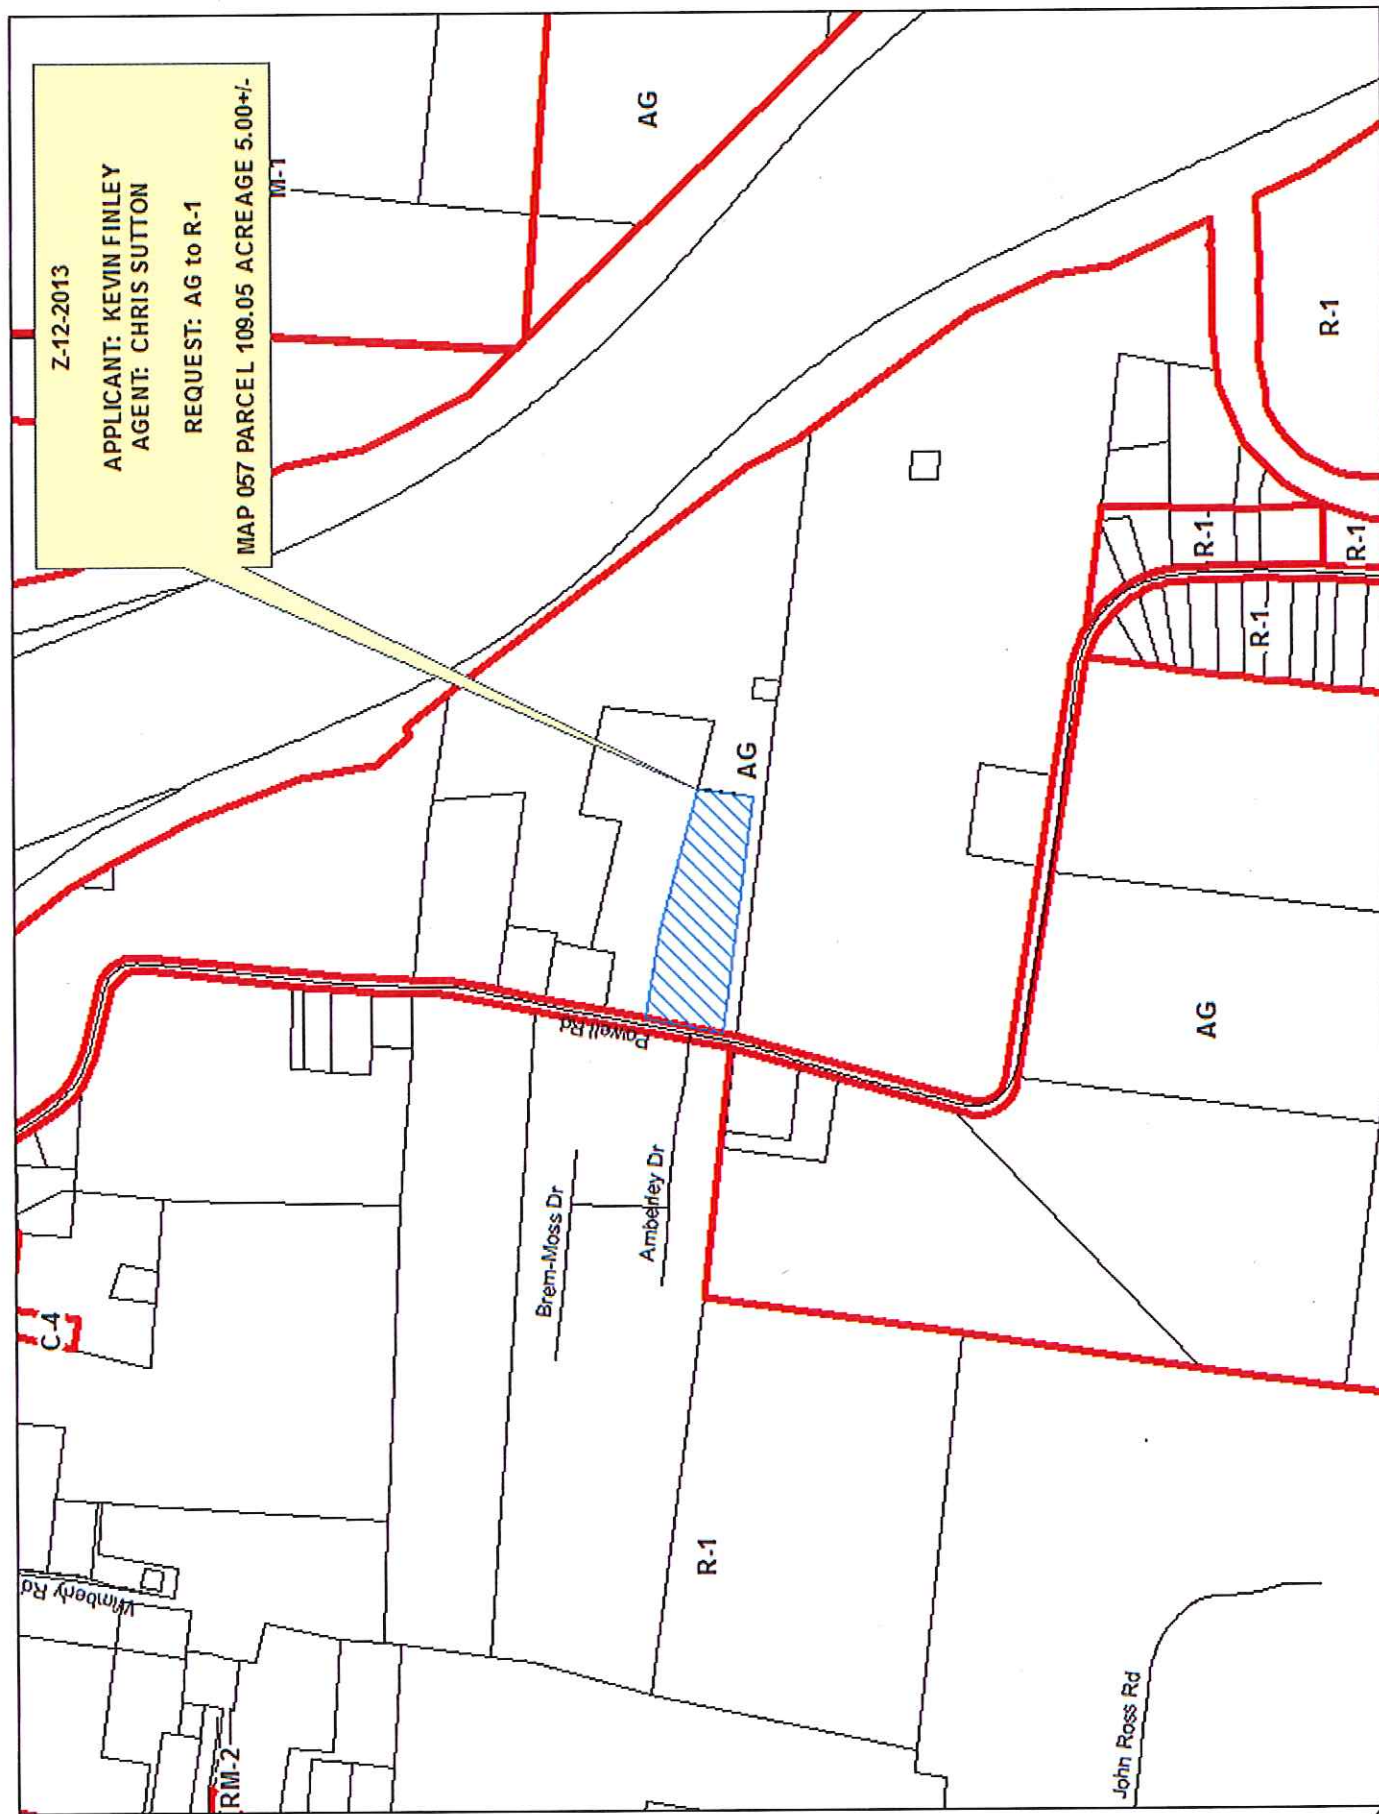 Z-12-2013
APPLICANT: KEVIN FINLEY
AGENT: CHRIS SUTTON
REQUEST: AG to R-1
MAP 057 PARCEL 109.05 ACREAGE 5.00+/-
M-1
AG
R-1
R-1
R-1
R-1
AG
AG
Powell Rd
Brem-Moss Dr
Amberley Dr
C-4
Wimberly Rd
RM-2
R-1
John Ross Rd